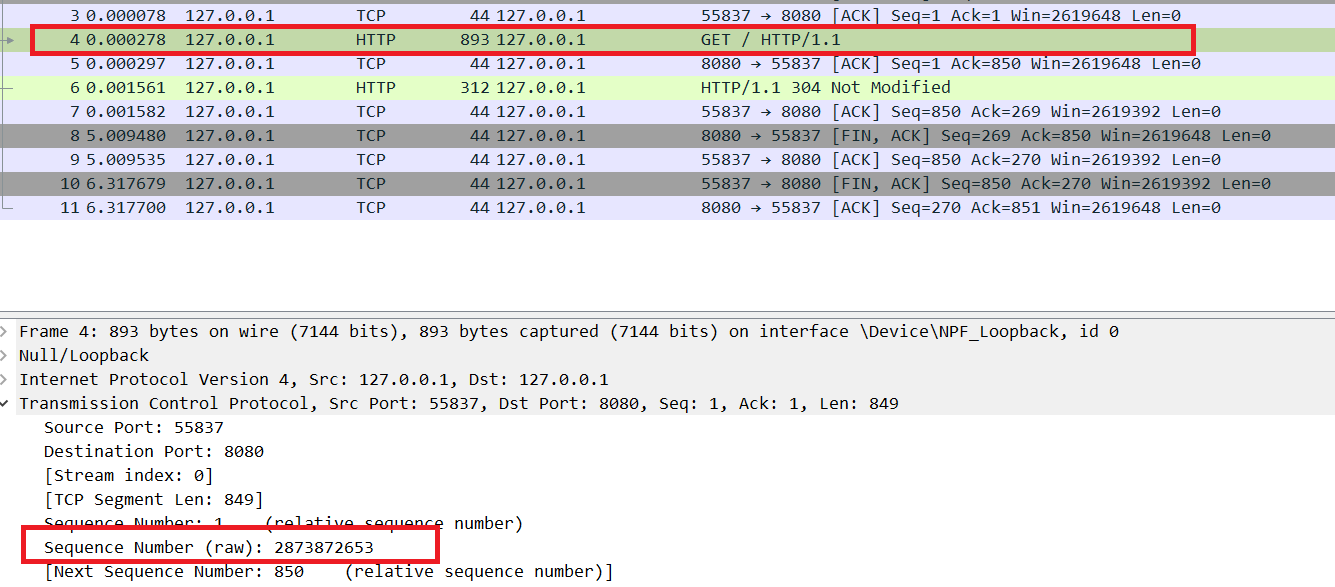 3 0.000078 127.0.0.1 TCP 44 127.0.0.1 55837 → 8080 [ACK] Seq=1 Ack=1 Win=2619648 Len=0
4 0.000278 127.0.0.1 HTTP 893 127.0.0.1 GET / HTTP/1.1
5 0.000297 127.0.0.1 TCP 44 127.0.0.1 8080 → 55837 [ACK] Seq=1 Ack=850 Win=2619648 Len=0
6 0.001561 127.0.0.1 HTTP 312 127.0.0.1 HTTP/1.1 304 Not Modified
7 0.001582 127.0.0.1 TCP 44 127.0.0.1 55837 → 8080 [ACK] Seq=850 Ack=269 Win=2619392 Len=0
8 5.009480 127.0.0.1 TCP 44 127.0.0.1 8080 → 55837 [FIN, ACK] Seq=269 Ack=850 Win=2619648 Len=0
9 5.009535 127.0.0.1 TCP 44 127.0.0.1 55837 → 8080 [ACK] Seq=850 Ack=270 Win=2619392 Len=0
10 6.317679 127.0.0.1 TCP 44 127.0.0.1 55837 → 8080 [FIN, ACK] Seq=850 Ack=270 Win=2619392 Len=0
11 6.317700 127.0.0.1 TCP 44 127.0.0.1 8080 → 55837 [ACK] Seq=270 Ack=851 Win=2619648 Len=0
Frame 4: 893 bytes on wire (7144 bits), 893 bytes captured (7144 bits) on interface \Device\NPF_Loopback, id 0
Null/Loopback
Internet Protocol Version 4, Src: 127.0.0.1, Dst: 127.0.0.1
Transmission Control Protocol, Src Port: 55837, Dst Port: 8080, Seq: 1, Ack: 1, Len: 849
Source Port: 55837
Destination Port: 8080
[Stream index: 0]
[TCP Segment Len: 849]
Sequence Number: 1 (relative sequence number)
Sequence Number (raw): 2873872653
[Next Sequence Number: 850 (relative sequence number)]